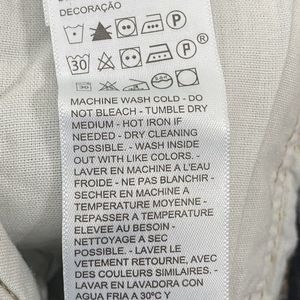 DECORAÇÃO
P
®
30
P
MACHINE WASH COLD - DO
NOT BLEACH - TUMBLE DRY
MEDIUM - HOT IRON IF
NEEDED - DRY CLEANING
POSSIBLE. - WASH INSIDE
OUT WITH LIKE COLORS. -
LAVER EN MACHINE A L'EAU
FROIDE - NE PAS BLANCHIR -
SECHER EN MACHINE A
TEMPERATURE MOYENNE -
REPASSER A TEMPERATURE
ELEVEE AU BESOIN -
NETTOYAGE A SEC
POSSIBLE. - LAVER LE
VETEMENT RETOURNE, AVEC
DES COULEURS SIMILAIRES. -
LAVAR EN LAVADORA CON
AGUA FRIA A 30ºC Y